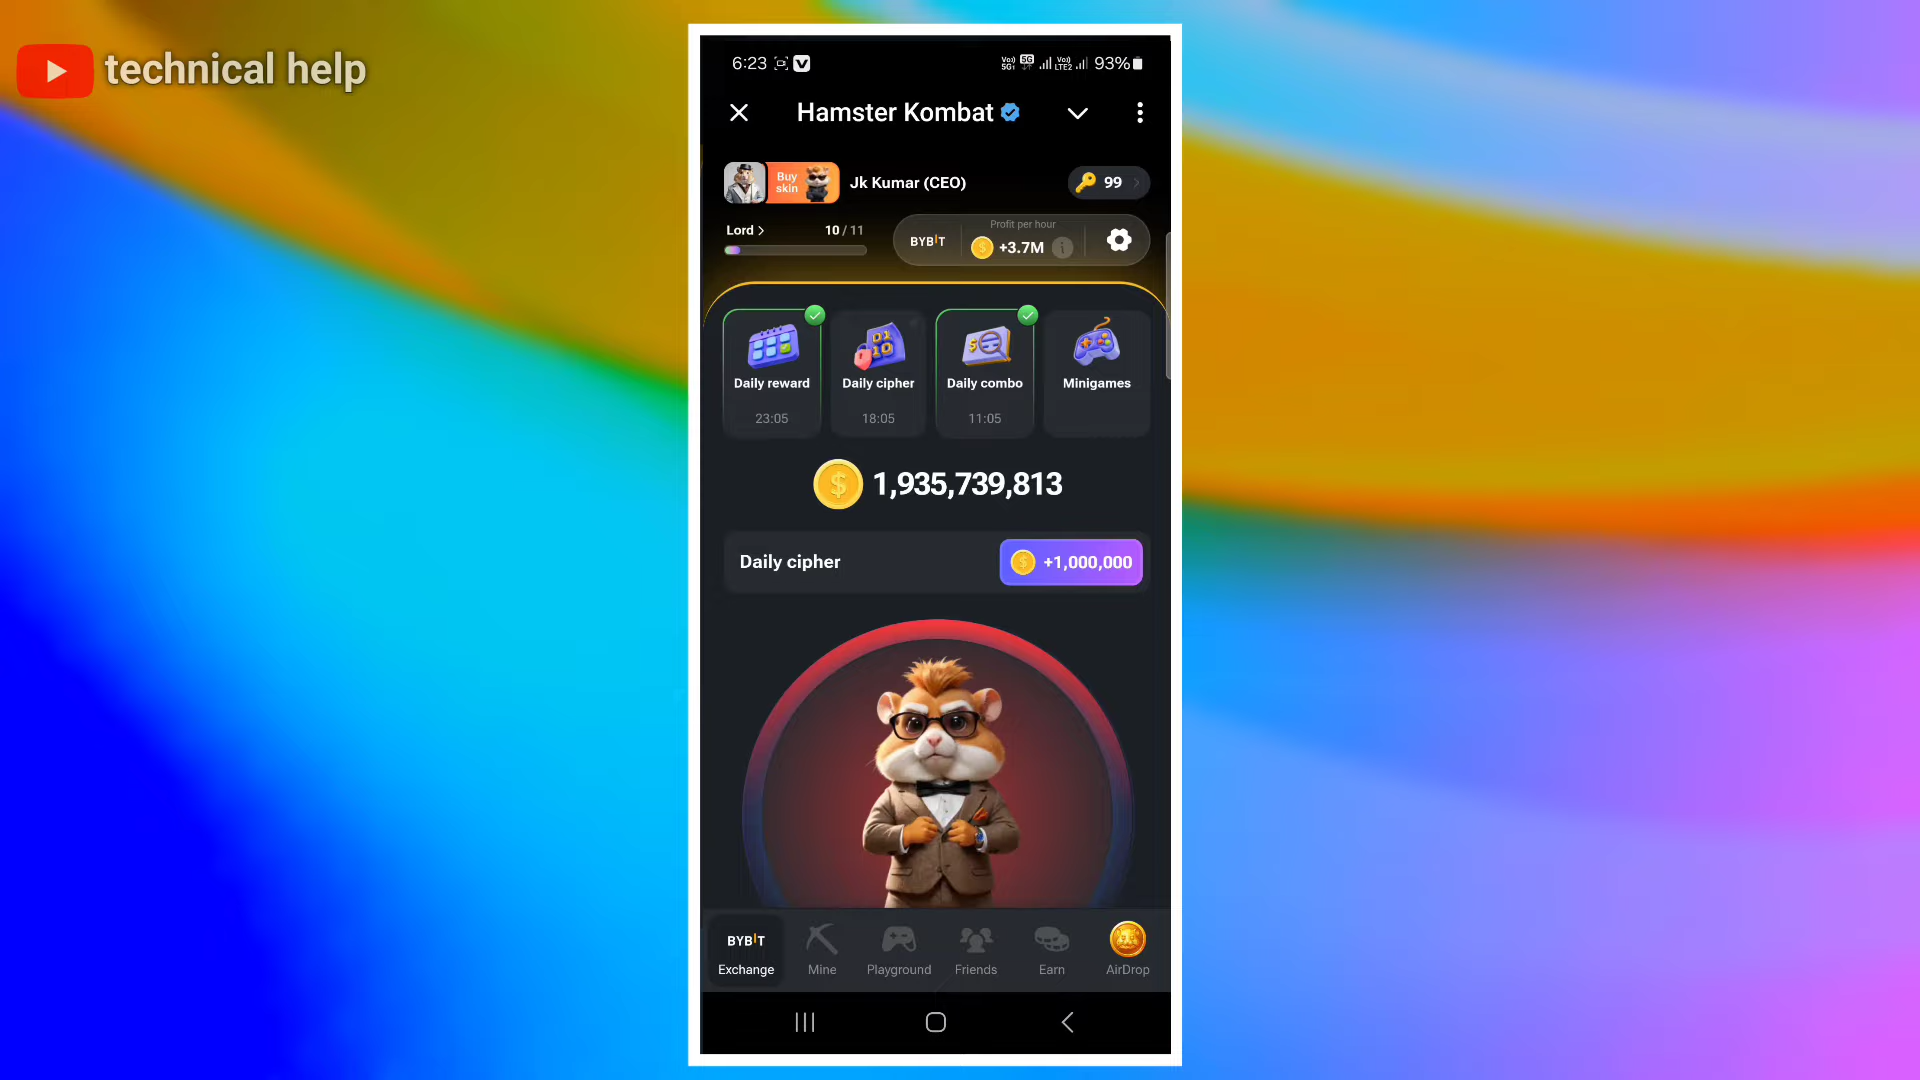 technical help
6:23
93%
Hamster Kombat
Buy
skin
Jk Kumar (CEO)
99
Lord >
10 / 11
BYBIT
Profit per hour
+3.7M
Daily reward
23:05
Daily cipher
18:05
Daily combo
11:05
Minigames
1,935,739,813
Daily cipher
+1,000,000
BYBIT
Exchange
Mine
Playground
Friends
Earn
AirDrop